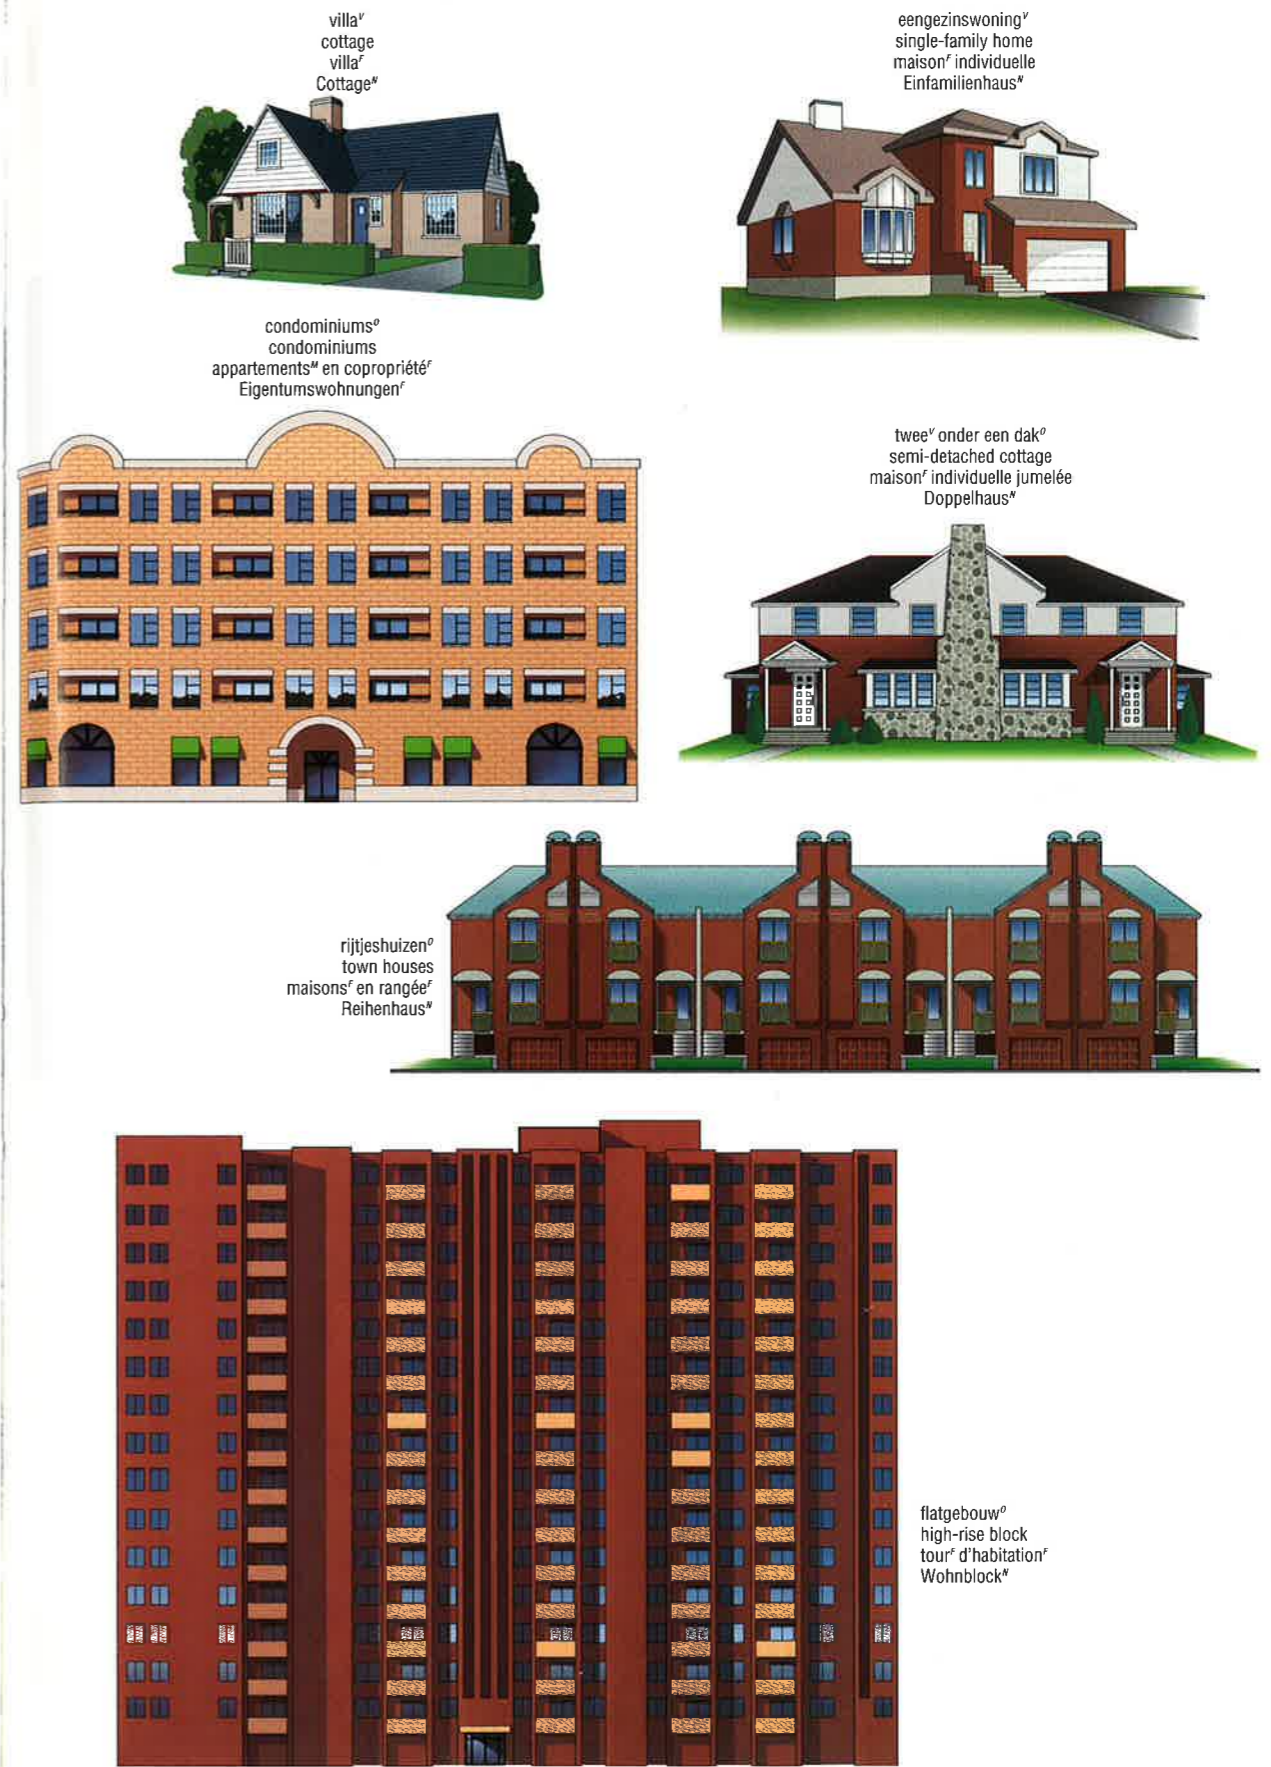 villaᵛ
cottage
villaᶠ
Cottageᴺ
eengezinswoningᵛ
single-family home
maisonᶠ individuelle
Einfamilienhausᴺ
condominiumsᴼ
condominiums
appartementsᴹ en copropriétéᶠ
Eigentumswohnungenᶠ
tweeᵛ onder een dakᴼ
semi-detached cottage
maisonᶠ individuelle jumelée
Doppelhausᴺ
rijtjeshuizenᴼ
town houses
maisonsᶠ en rangéeᶠ
Reihenhausᴺ
flatgebouwᴼ
high-rise block
tourᶠ d'habitationᶠ
Wohnblockᴺ